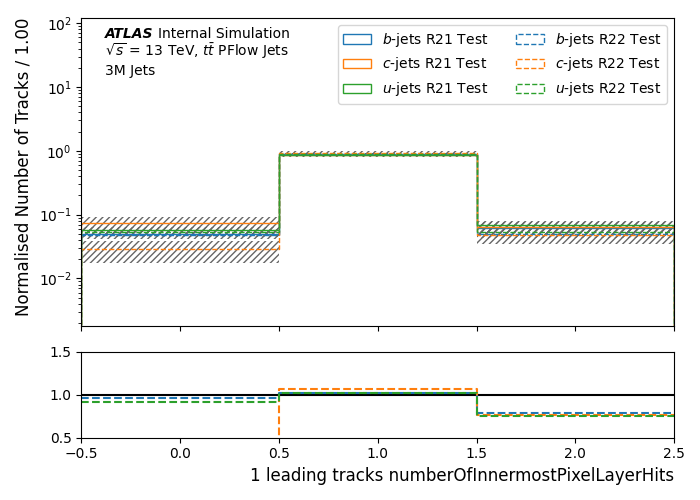 ATLAS Internal Simulation
√s = 13 TeV, tt̄ PFlow Jets
3M Jets
b-jets R21 Test
c-jets R21 Test
u-jets R21 Test
b-jets R22 Test
c-jets R22 Test
u-jets R22 Test
Normalised Number of Tracks / 1.00
10²
10¹
10⁰
10⁻¹
10⁻²
1.5
1.0
0.5
−0.5 0.0 0.5 1.0 1.5 2.0 2.5
1 leading tracks numberOfInnermostPixelLayerHits